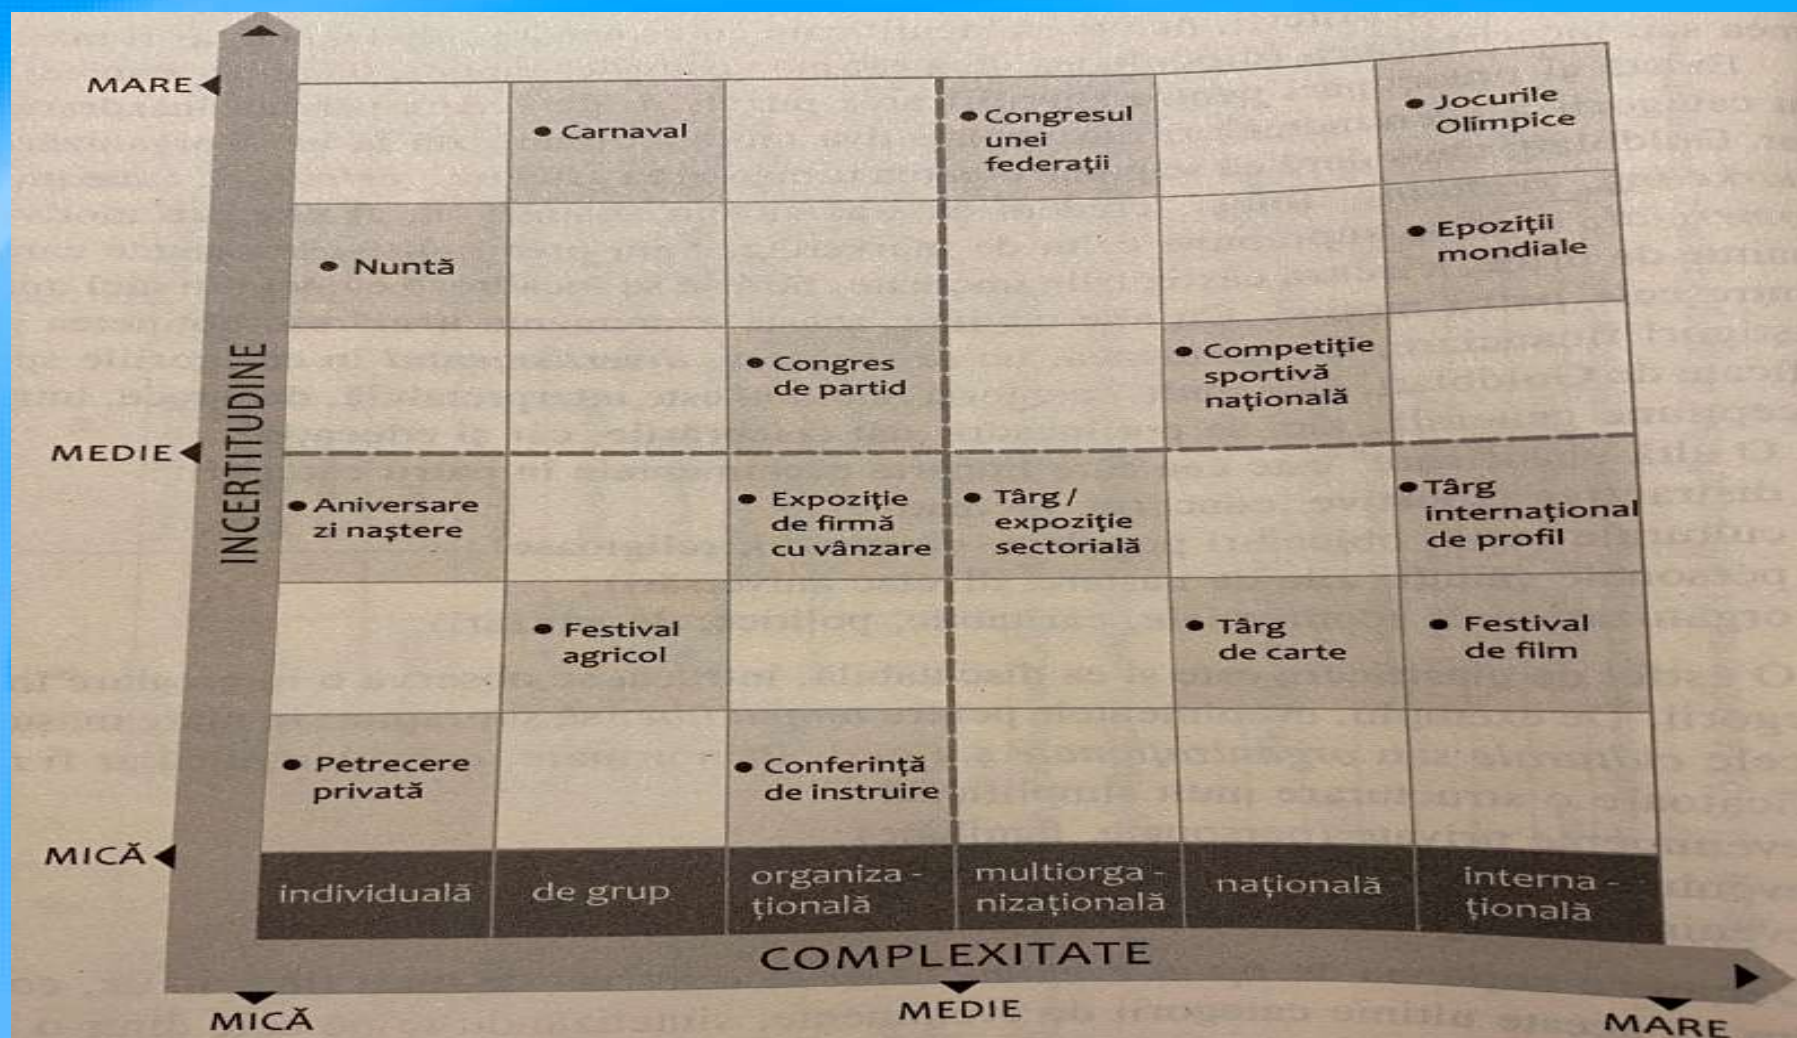 MARE
• Carnaval
• Congresul
unei
federații
• Jocurile
Olimpice
• Nuntă
• Epoziții
mondiale
• Congres
de partid
• Competiție
sportivă
națională
INCERTITUDINE
MEDIE
• Aniversare
zi naștere
• Expoziție
de firmă
cu vânzare
• Târg /
expoziție
sectorială
• Târg
internațional
de profil
• Festival
agricol
• Târg
de carte
• Festival
de film
• Petrecere
privată
• Conferință
de instruire
MICĂ
individuală
de grup
organiza -
țională
multiorga -
nizațională
națională
interna -
țională
COMPLEXITATE
MICĂ
MEDIE
MARE